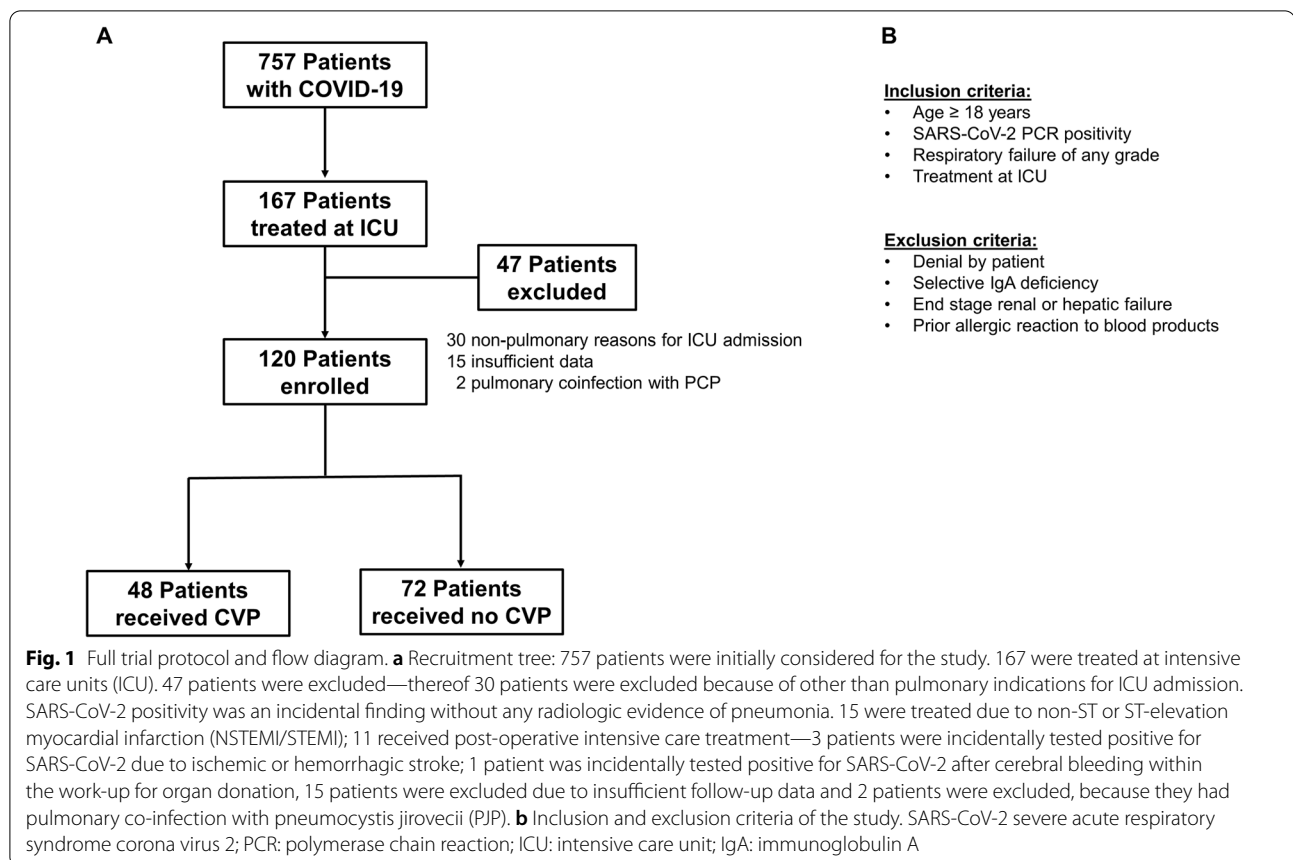 A
757 Patients
with COVID-19
167 Patients
treated at ICU
47 Patients
excluded
30 non-pulmonary reasons for ICU admission
15 insufficient data
2 pulmonary coinfection with PCP
120 Patients
enrolled
48 Patients
received CVP
72 Patients
received no CVP
B
Inclusion criteria:
• Age ≥ 18 years
• SARS-CoV-2 PCR positivity
• Respiratory failure of any grade
• Treatment at ICU
Exclusion criteria:
• Denial by patient
• Selective IgA deficiency
• End stage renal or hepatic failure
• Prior allergic reaction to blood products
Fig. 1 Full trial protocol and flow diagram. a Recruitment tree: 757 patients were initially considered for the study. 167 were treated at intensive
care units (ICU). 47 patients were excluded—thereof 30 patients were excluded because of other than pulmonary indications for ICU admission.
SARS-CoV-2 positivity was an incidental finding without any radiologic evidence of pneumonia. 15 were treated due to non-ST or ST-elevation
myocardial infarction (NSTEMI/STEMI); 11 received post-operative intensive care treatment—3 patients were incidentally tested positive for
SARS-CoV-2 due to ischemic or hemorrhagic stroke; 1 patient was incidentally tested positive for SARS-CoV-2 after cerebral bleeding within
the work-up for organ donation, 15 patients were excluded due to insufficient follow-up data and 2 patients were excluded, because they had
pulmonary co-infection with pneumocystis jirovecii (PJP). b Inclusion and exclusion criteria of the study. SARS-CoV-2 severe acute respiratory
syndrome corona virus 2; PCR: polymerase chain reaction; ICU: intensive care unit; IgA: immunoglobulin A